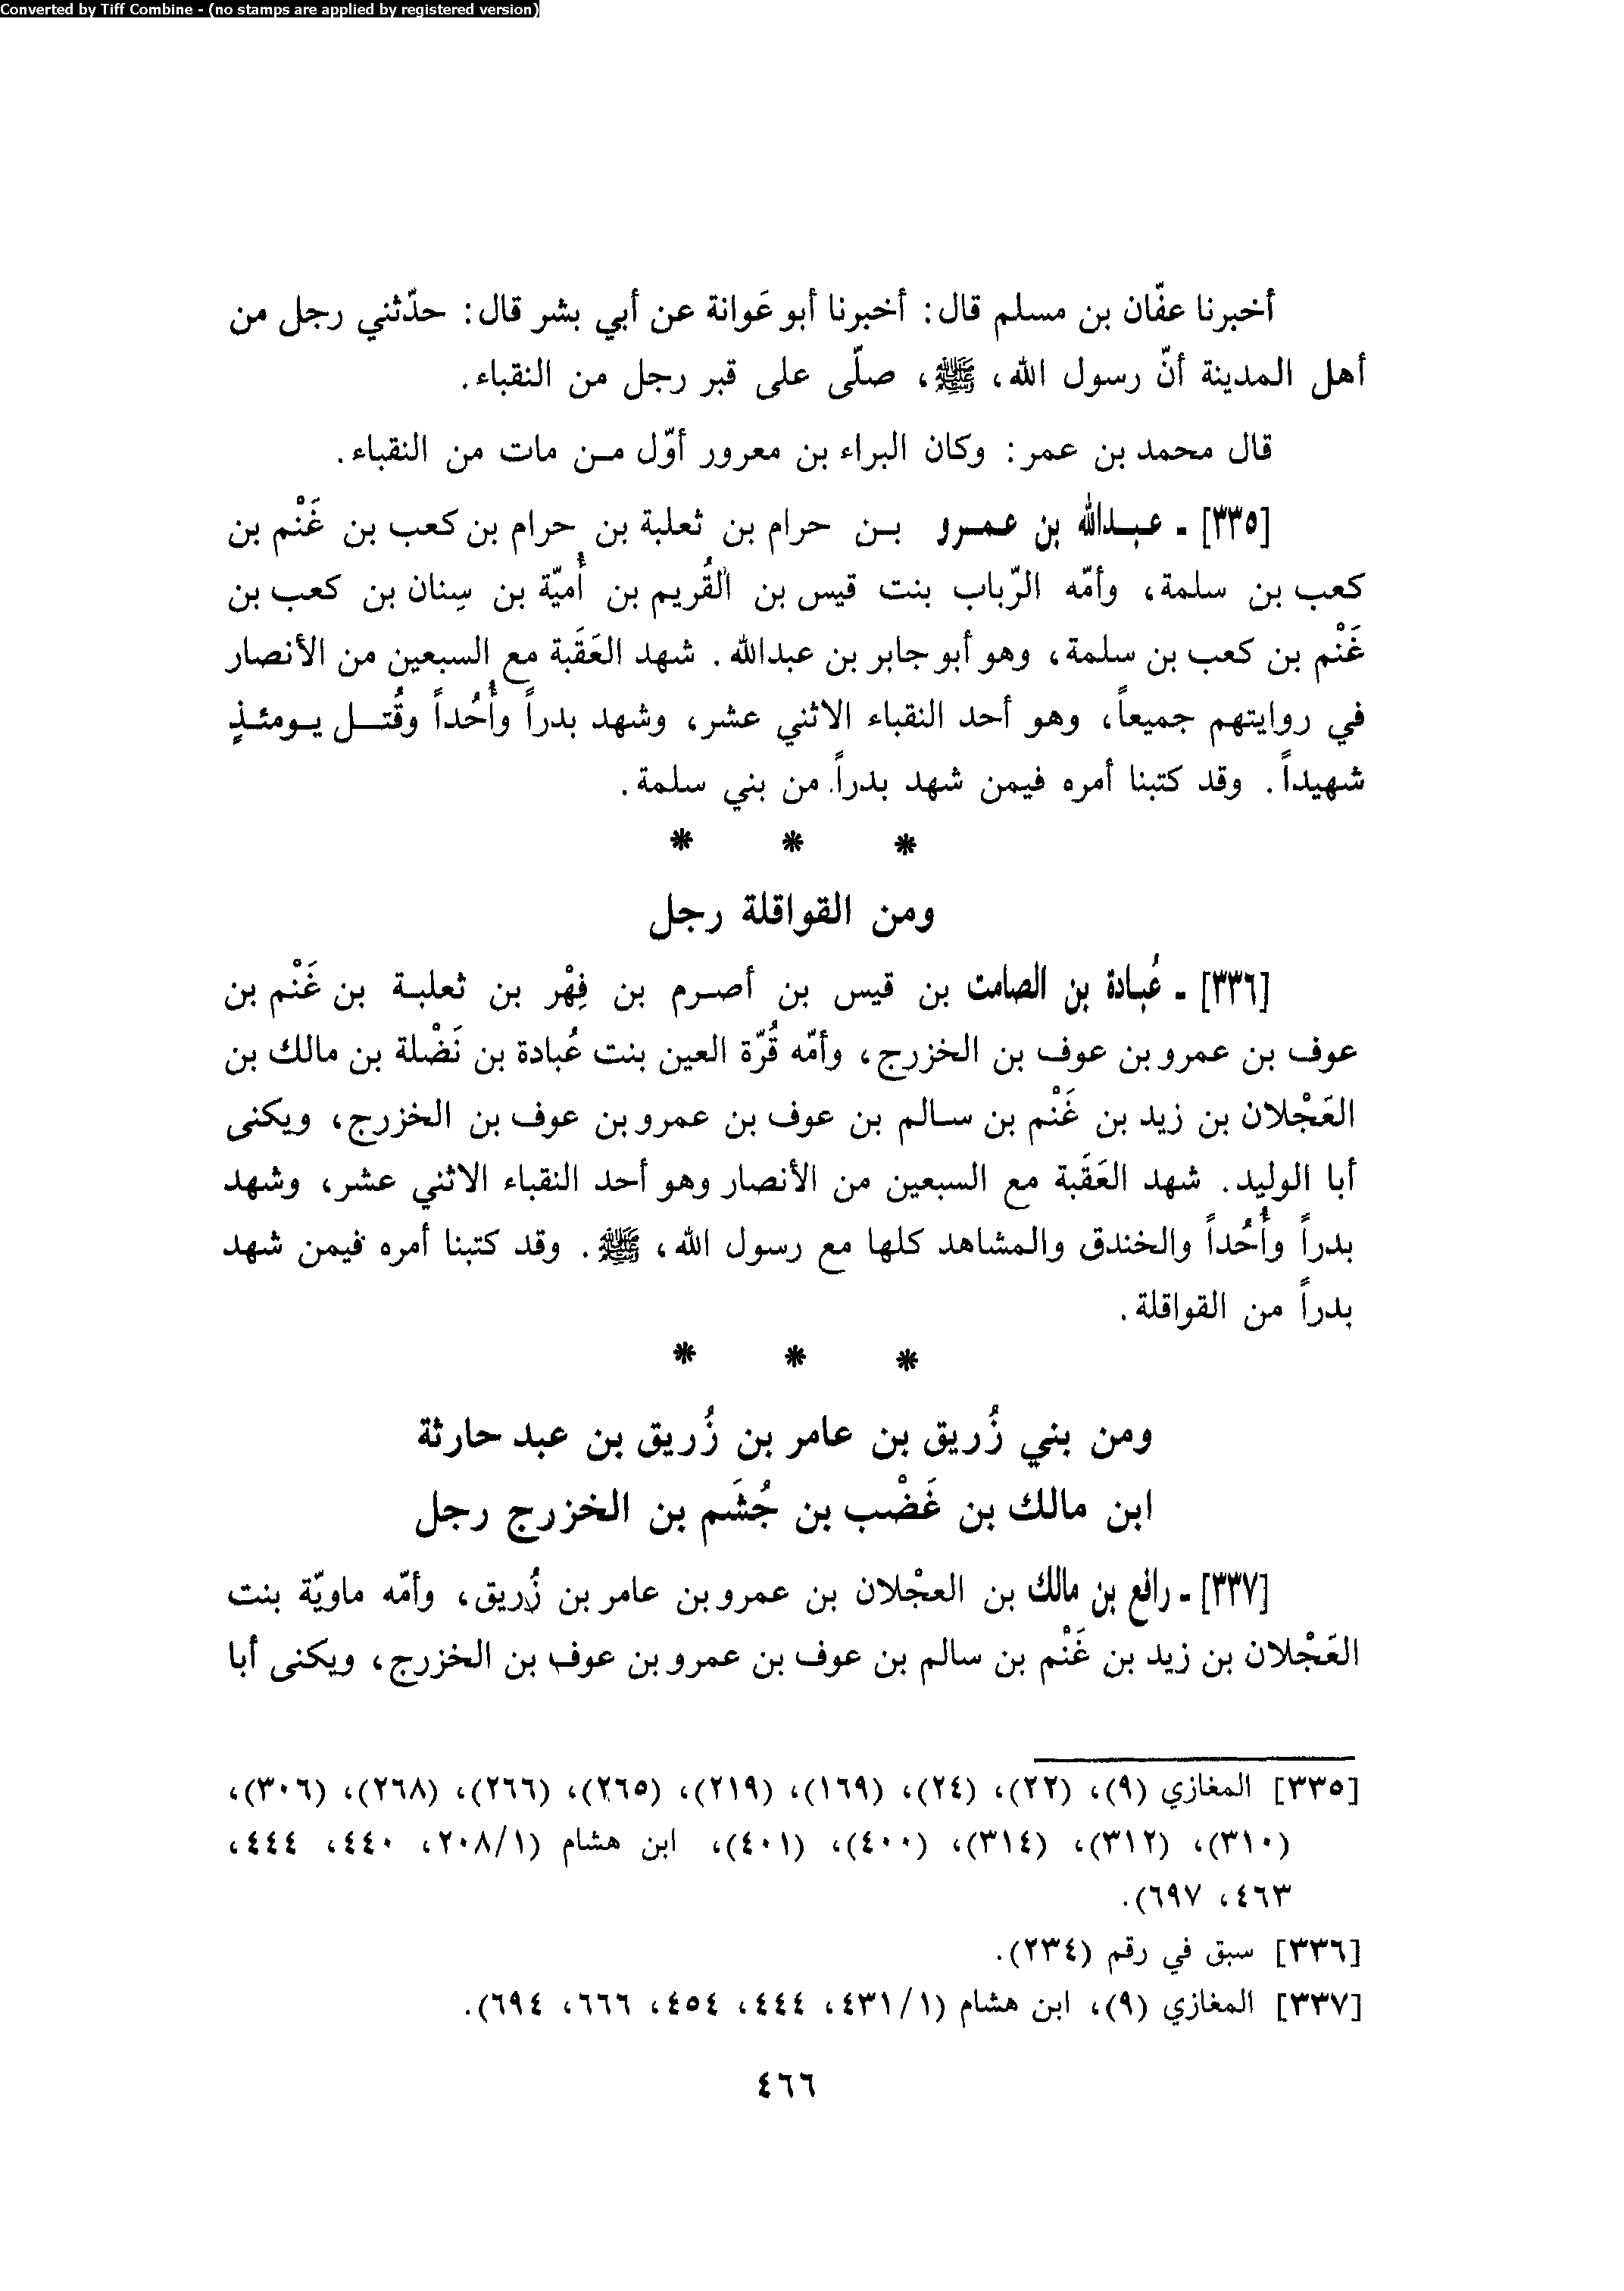 Converted by Tiff Combine - (no stamps are applied by registered version)
أخبرنا عفّان بن مسلم قال: أخبرنا أبو عَوانة عن أبي بشر قال: حدّثني رجل من
أهل المدينة أنّ رسول الله، ﷺ، صلّى على قبر رجل من النقباء.
قال محمد بن عمر: وكان البراء بن معرور أوّل مـن مات من النقباء.
[٣٣٥] ـ عبـدالله بن عمـرو بـن حرام بن ثعلبة بن حرام بن كعب بن غَنْم بن
كعب بن سلمة، وأمّه الرّباب بنت قيس بن القُريم بن أُميّة بن سِنان بن كعب بن
غَنْم بن كعب بن سلمة، وهو أبو جابر بن عبدالله. شهد العَقَبة مع السبعين من الأنصار
في روايتهم جميعاً، وهو أحد النقباء الاثني عشر، وشهد بدراً وأُحُداً وقُتـل يـومئـذٍ
شهيداً. وقد كتبنا أمره فيمن شهد بدراً من بني سلمة.
* * *
ومن القواقلة رجل
[٣٣٦] ـ عُبـادة بن الصامت بن قيس بن أصـرم بن فِهْر بن ثعلبـة بن غَنْم بن
عوف بن عمرو بن عوف بن الخزرج، وأمّه قُرّة العين بنت عُبادة بن نَضْلة بن مالك بن
العَجْلان بن زيد بن غَنْم بن سـالم بن عوف بن عمرو بن عوف بن الخزرج، ويكنى
أبا الوليد. شهد العَقَبة مع السبعين من الأنصار وهو أحد النقباء الاثني عشر، وشهد
بدراً وأُحُداً والخندق والمشاهد كلها مع رسول الله، ﷺ. وقد كتبنا أمره فيمن شهد
بدراً من القواقلة.
* * *
ومن بني زُريق بن عامر بن زُريق بن عبد حارثة
ابن مالك بن غَضْب بن جُشَم بن الخزرج رجل
[٣٣٧] ـ رافع بن مالك بن العجْلان بن عمرو بن عامر بن زُريق، وأمّه ماويّة بنت
العَجْلان بن زيد بن غَنْم بن سالم بن عوف بن عمرو بن عوف بن الخزرج، ويكنى أبا
[٣٣٥] المغازي (٩)، (٢٢)، (٢٤)، (١٦٩)، (٢١٩)، (٢٦٥)، (٢٦٦)، (٢٦٨)، (٣٠٦)،
(٣١٠)، (٣١٢)، (٣١٤)، (٤٠٠)، (٤٠١)، ابن هشام (٢٠٨/١، ٤٤٠، ٤٤٤،
٤٦٣، ٦٩٧).
[٣٣٦] سبق في رقم (٢٣٤).
[٣٣٧] المغازي (٩)، ابن هشام (٤٣١/١، ٤٤٤، ٤٥٤، ٦٦٦، ٦٩٤).
٤٦٦